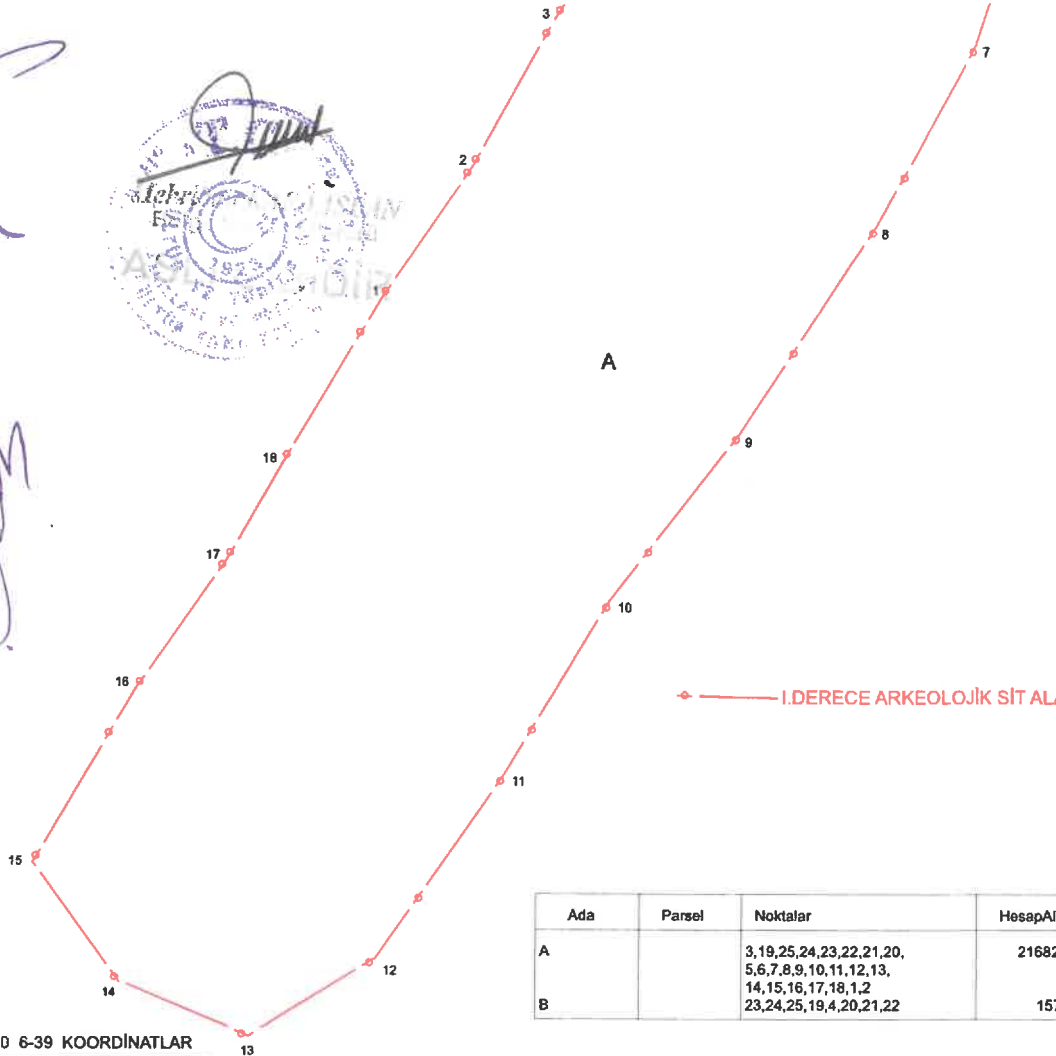 3
7
2
8
1
A
9
18
17
10
16
I.DERECE ARKEOLOJİK SİT
11
15
Ada Parsel Noktalar
A 3,19,25,24,23,22,21,20, 21682
5,6,7,8,9,10,11,12,13,
14,15,16,17,18,1,2
B 23,24,25,19,4,20,21,22 157
12
14
0 6-39 KOORDİNATLAR
13